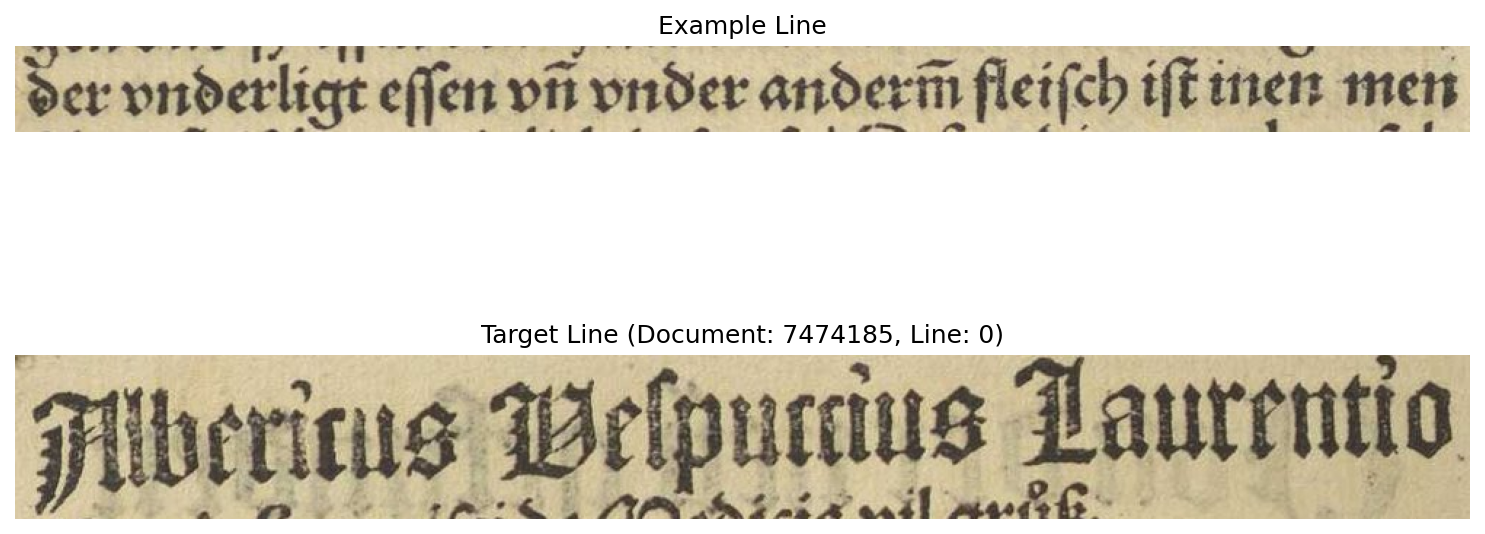 Example Line
der vnderligt eſſen vn̄ vnder anderm̄ fleiſch iſt inen men
Target Line (Document: 7474185, Line: 0)
Albericus Veſpuccius Laurentio